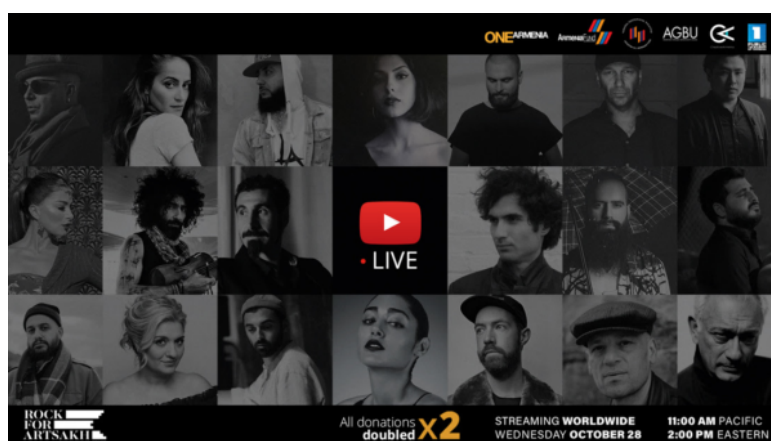 ONEARMENIA ArmeniaFund AGBU
LIVE
ROCK
FOR
ARTSAKH
All donations
doubled
X2
STREAMING WORLDWIDE
WEDNESDAY OCTOBER 28
11:00 AM PACIFIC
2:00 PM EASTERN